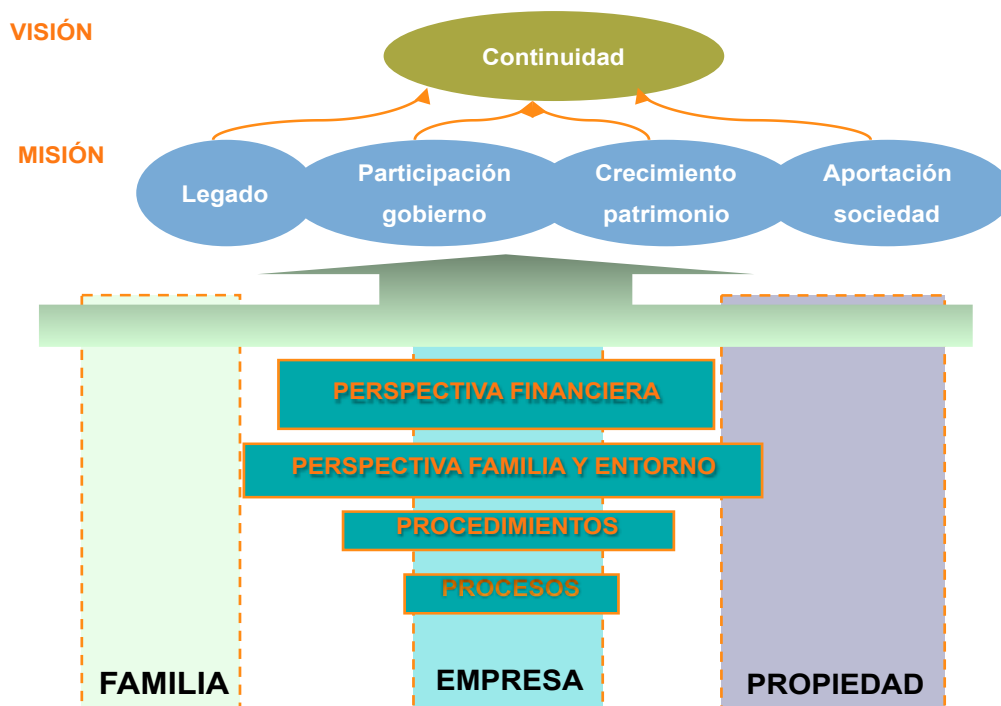 VISIÓN
Continuidad
MISIÓN
Legado
Participación
gobierno
Crecimiento
patrimonio
Aportación
sociedad
PERSPECTIVA FINANCIERA
PERSPECTIVA FAMILIA Y ENTORNO
PROCEDIMIENTOS
PROCESOS
FAMILIA
EMPRESA
PROPIEDAD